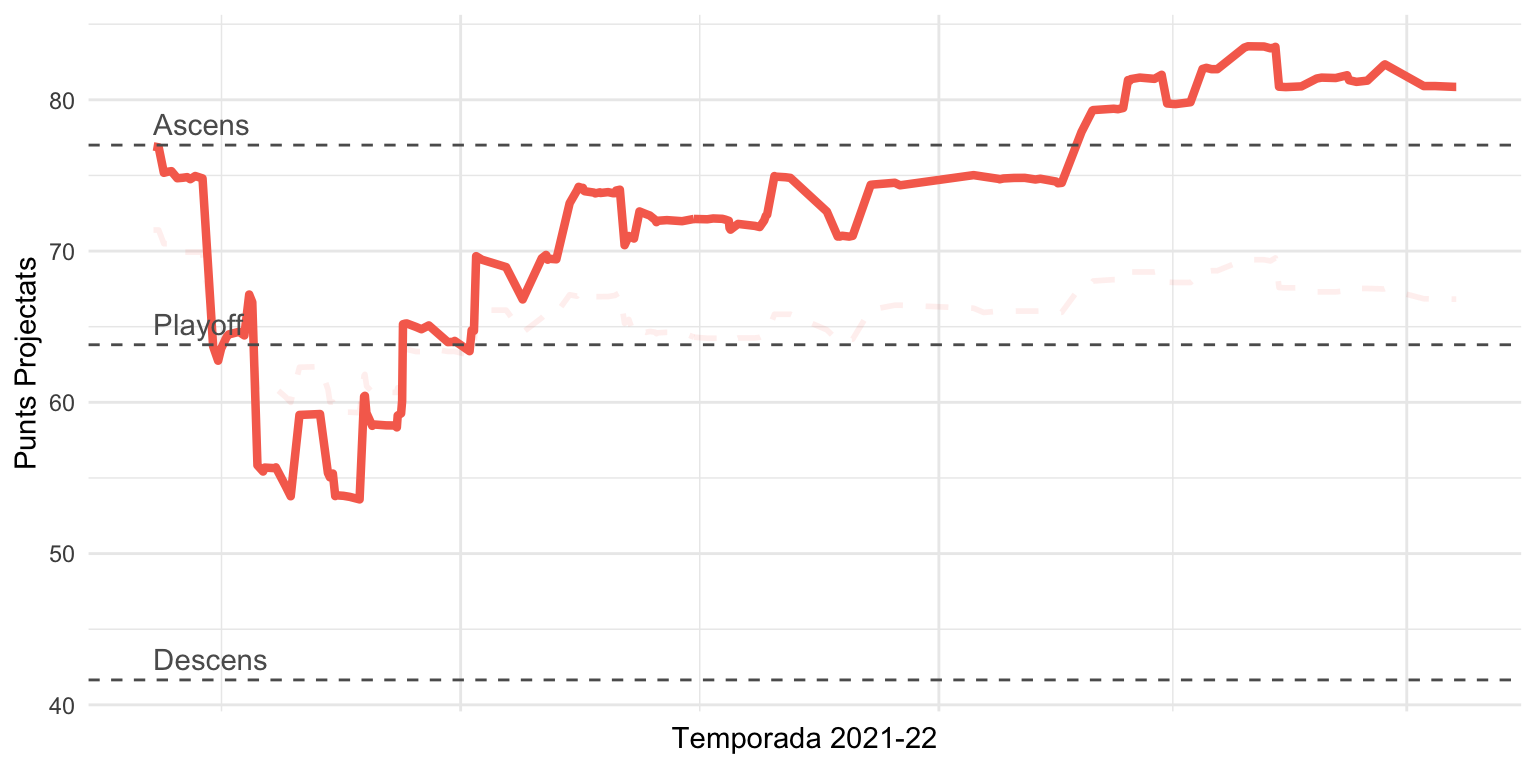 80
70
60
50
40
Punts Projectats
Ascens
Playoff
Descens
Temporada 2021-22